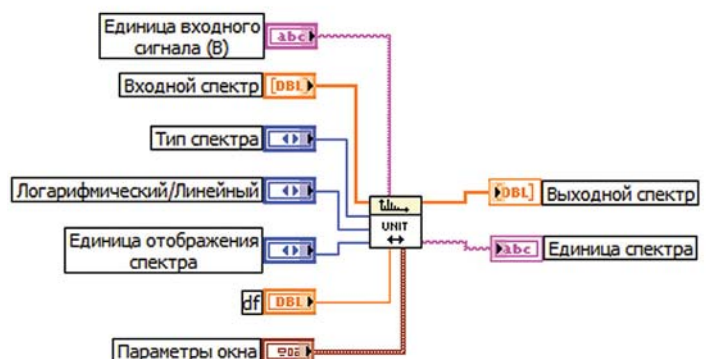 Единица входного
сигнала (В)
abc
Входной спектр
[DBL]
Тип спектра
Логарифмический/Линейный
[DBL]
Выходной спектр
UNIT
Единица отображения
спектра
abc
Единица спектра
df
DBL
Параметры окна